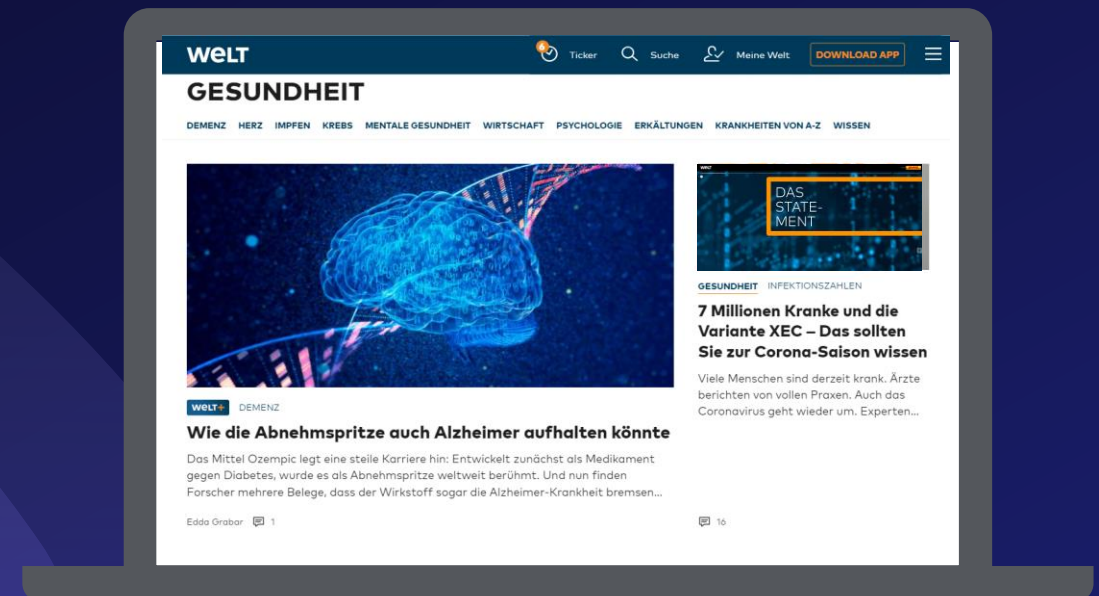 WELT
6
Ticker
Suche
Meine Welt
DOWNLOAD APP
GESUNDHEIT
DEMENZ HERZ IMPFEN KREBS MENTALE GESUNDHEIT WIRTSCHAFT PSYCHOLOGIE ERKÄLTUNGEN KRANKHEITEN VON A-Z WISSEN
WELT+ DEMENZ
Wie die Abnehmspritze auch Alzheimer aufhalten könnte
Das Mittel Ozempic legt eine steile Karriere hin: Entwickelt zunächst als Medikament
gegen Diabetes, wurde es als Abnehmspritze weltweit berühmt. Und nun finden
Forscher mehrere Belege, dass der Wirkstoff sogar die Alzheimer-Krankheit bremsen...
Edda Grabar 1
WELT
DAS
STATE-
MENT
GESUNDHEIT INFEKTIONSZAHLEN
7 Millionen Kranke und die
Variante XEC – Das sollten
Sie zur Corona-Saison wissen
Viele Menschen sind derzeit krank. Ärzte
berichten von vollen Praxen. Auch das
Coronavirus geht wieder um. Experten...
16